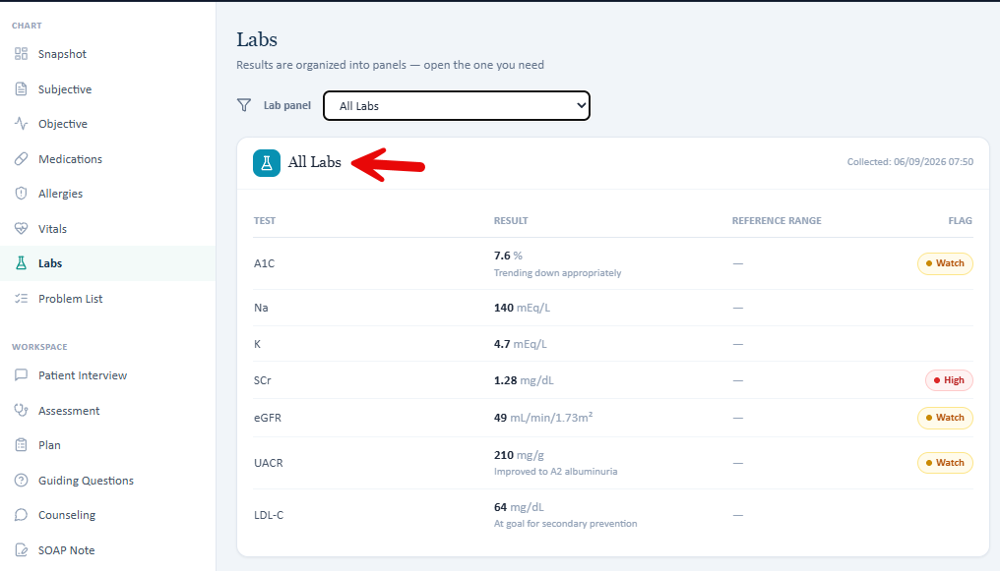 CHART
Snapshot
Subjective
Objective
Medications
Allergies
Vitals
Labs
Problem List
WORKSPACE
Patient Interview
Assessment
Plan
Guiding Questions
Counseling
SOAP Note
Labs
Results are organized into panels — open the one you need
Lab panel All Labs
All Labs Collected: 06/09/2026 07:50
TEST RESULT REFERENCE RANGE FLAG
A1C 7.6 % — Watch
Trending down appropriately
Na 140 mEq/L —
K 4.7 mEq/L —
SCr 1.28 mg/dL — High
eGFR 49 mL/min/1.73m² — Watch
UACR 210 mg/g — Watch
Improved to A2 albuminuria
LDL-C 64 mg/dL —
At goal for secondary prevention